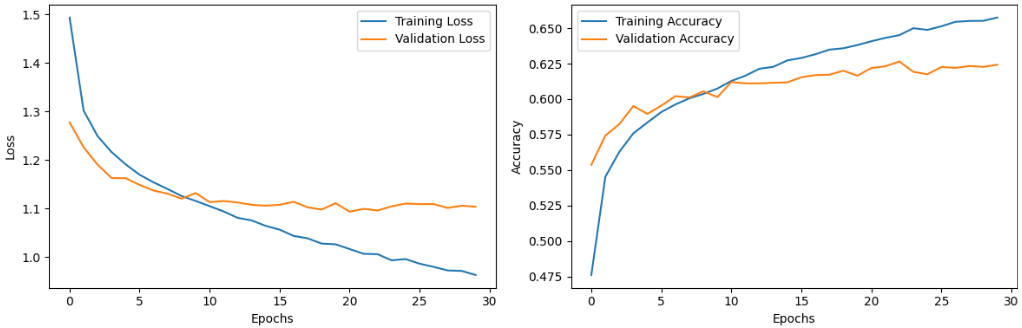 Training Loss
Validation Loss
Loss
1.5
1.4
1.3
1.2
1.1
1.0
0 5 10 15 20 25 30
Epochs
Training Accuracy
Validation Accuracy
Accuracy
0.650
0.625
0.600
0.575
0.550
0.525
0.500
0.475
0 5 10 15 20 25 30
Epochs